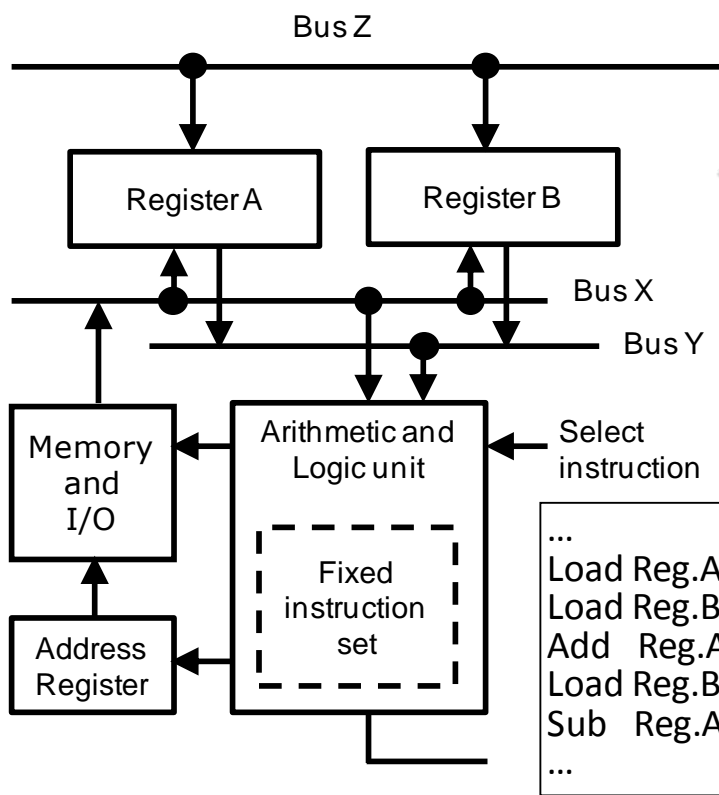 Bus Z
Register A
Register B
Bus X
Bus Y
Memory
and
I/O
Arithmetic and
Logic unit
Select
instruction
Fixed
instruction
set
Address
Register
...
Load Reg.A
Load Reg.B
Add Reg.A
Load Reg.B
Sub Reg.A
...